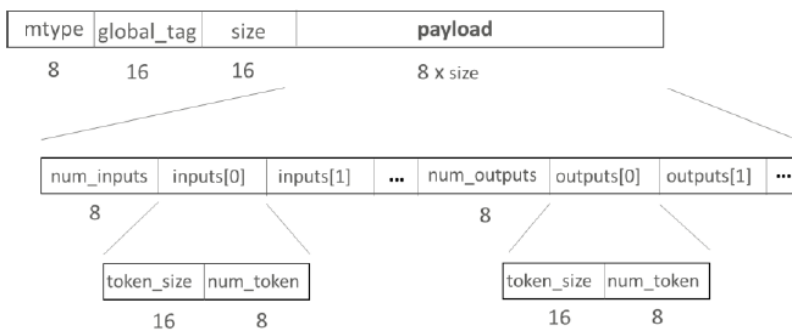 mtype global_tag size payload
8 16 16 8 x size
num_inputs inputs[0] inputs[1] ... num_outputs outputs[0] outputs[1] ...
8 8
token_size num_token token_size num_token
16 8 16 8